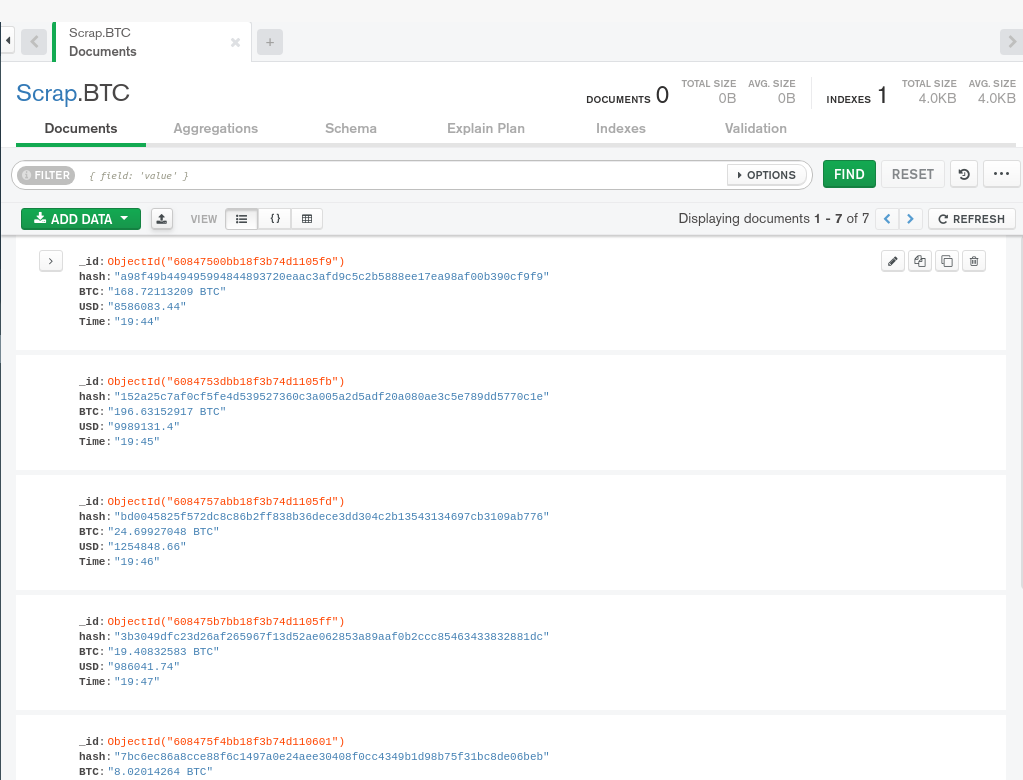 Scrap.BTC
Documents
Scrap.BTC
DOCUMENTS 0 TOTAL SIZE 0B AVG. SIZE 0B INDEXES 1 TOTAL SIZE 4.0KB AVG. SIZE 4.0KB
Documents Aggregations Schema Explain Plan Indexes Validation
FILTER { field: 'value' } OPTIONS FIND RESET ...
ADD DATA VIEW {} Displaying documents 1 - 7 of 7 < > REFRESH
_id: ObjectId("60847500bb18f3b74d1105f9")
hash: "a98f49b449495994844893720eaac3afd9c5c2b5888ee17ea98af00b390cf9f9"
BTC: "168.72113209 BTC"
USD: "8586083.44"
Time: "19:44"
_id: ObjectId("6084753dbb18f3b74d1105fb")
hash: "152a25c7af0cf5fe4d539527360c3a005a2d5adf20a080ae3c5e789dd5770c1e"
BTC: "196.63152917 BTC"
USD: "9989131.4"
Time: "19:45"
_id: ObjectId("6084757abb18f3b74d1105fd")
hash: "bd0045825f572dc8c86b2ff838b36dece3dd304c2b13543134697cb3109ab776"
BTC: "24.69927048 BTC"
USD: "1254848.66"
Time: "19:46"
_id: ObjectId("608475b7bb18f3b74d1105ff")
hash: "3b3049dfc23d26af265967f13d52ae062853a89aaf0b2ccc85463433832881dc"
BTC: "19.40832583 BTC"
USD: "986041.74"
Time: "19:47"
_id: ObjectId("608475f4bb18f3b74d110601")
hash: "7bc6ec86a8cce88f6c1497a0e24aee30408f0cc4349b1d98b75f31bc8de06beb"
BTC: "8.02014264 BTC"